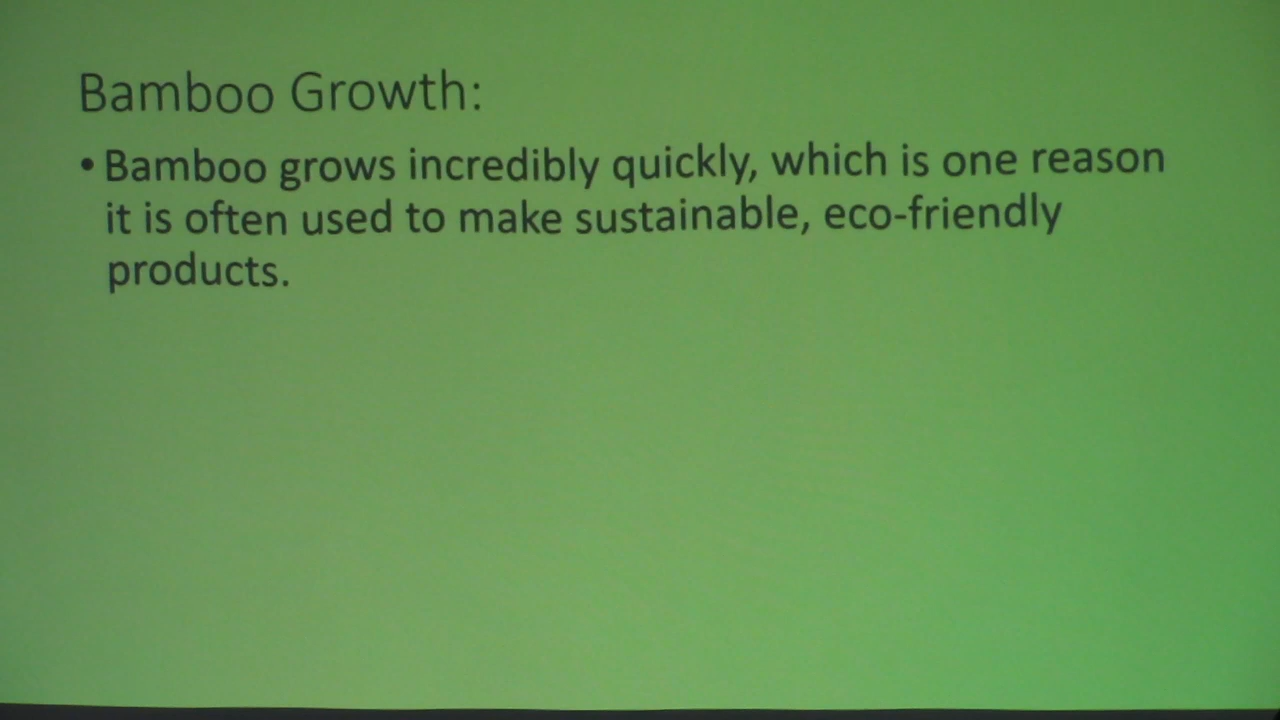 Bamboo Growth:
• Bamboo grows incredibly quickly, which is one reason
it is often used to make sustainable, eco-friendly
products.